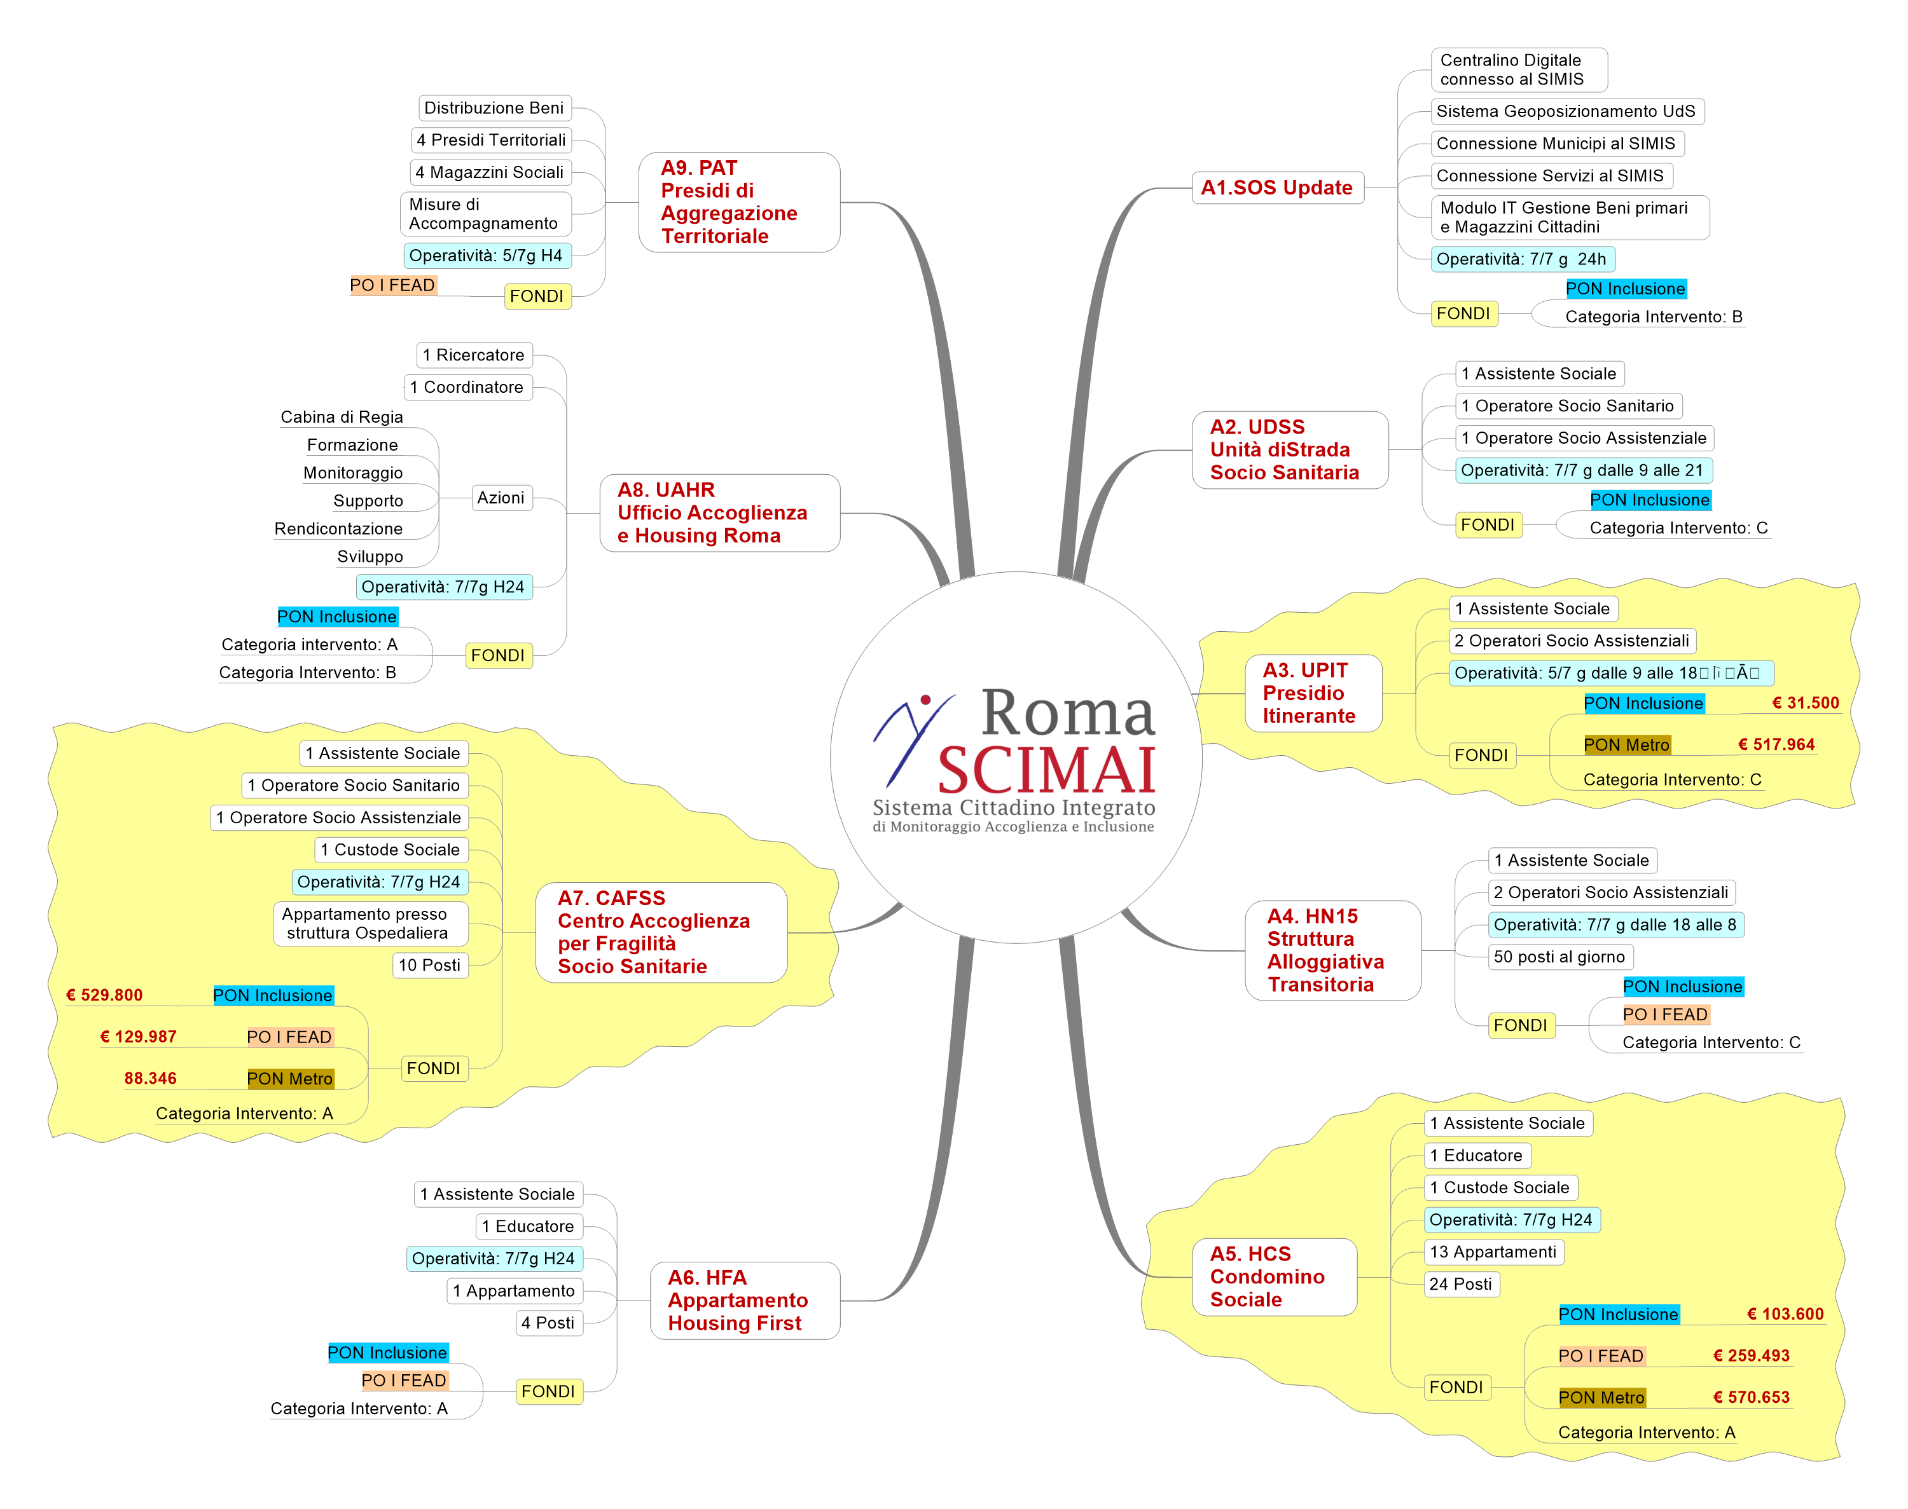 Roma
SCIMAI
Sistema Cittadino Integrato
di Monitoraggio Accoglienza e Inclusione
A1.SOS Update
Centralino Digitale
connesso al SIMIS
Sistema Geoposizionamento UdS
Connessione Municipi al SIMIS
Connessione Servizi al SIMIS
Modulo IT Gestione Beni primari
e Magazzini Cittadini
Operatività: 7/7 g  24h
FONDI
PON Inclusione
Categoria Intervento: B
A2. UDSS
Unità diStrada
Socio Sanitaria
1 Assistente Sociale
1 Operatore Socio Sanitario
1 Operatore Socio Assistenziale
Operatività: 7/7 g dalle 9 alle 21
FONDI
PON Inclusione
Categoria Intervento: C
A3. UPIT
Presidio
Itinerante
1 Assistente Sociale
2 Operatori Socio Assistenziali
Operatività: 5/7 g dalle 9 alle 18
FONDI
PON Inclusione € 31.500
PON Metro € 517.964
Categoria Intervento: C
A4. HN15
Struttura
Alloggiativa
Transitoria
1 Assistente Sociale
2 Operatori Socio Assistenziali
Operatività: 7/7 g dalle 18 alle 8
50 posti al giorno
FONDI
PON Inclusione
PO I FEAD
Categoria Intervento: C
A5. HCS
Condomino
Sociale
1 Assistente Sociale
1 Educatore
1 Custode Sociale
Operatività: 7/7g H24
13 Appartamenti
24 Posti
FONDI
PON Inclusione € 103.600
PO I FEAD € 259.493
PON Metro € 570.653
Categoria Intervento: A
A6. HFA
Appartamento
Housing First
1 Assistente Sociale
1 Educatore
Operatività: 7/7g H24
1 Appartamento
4 Posti
FONDI
PON Inclusione
PO I FEAD
Categoria Intervento: A
A7. CAFSS
Centro Accoglienza
per Fragilità
Socio Sanitarie
1 Assistente Sociale
1 Operatore Socio Sanitario
1 Operatore Socio Assistenziale
1 Custode Sociale
Operatività: 7/7g H24
Appartamento presso
struttura Ospedaliera
10 Posti
FONDI
€ 529.800 PON Inclusione
€ 129.987 PO I FEAD
88.346 PON Metro
Categoria Intervento: A
A8. UAHR
Ufficio Accoglienza
e Housing Roma
1 Ricercatore
1 Coordinatore
Azioni
Cabina di Regia
Formazione
Monitoraggio
Supporto
Rendicontazione
Sviluppo
Operatività: 7/7g H24
FONDI
PON Inclusione
Categoria intervento: A
Categoria Intervento: B
A9. PAT
Presidi di
Aggregazione
Territoriale
Distribuzione Beni
4 Presidi Territoriali
4 Magazzini Sociali
Misure di
Accompagnamento
Operatività: 5/7g H4
FONDI
PO I FEAD